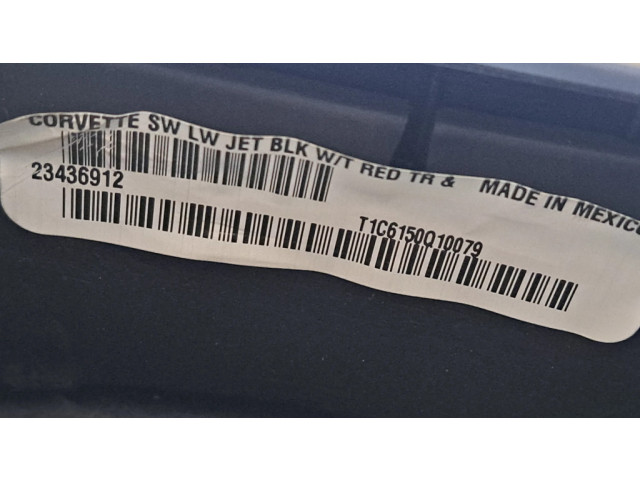 CORVETTE SW LW JET BLK W/T RED TR & MADE IN MEXICO
23436912
T1C6150Q10079